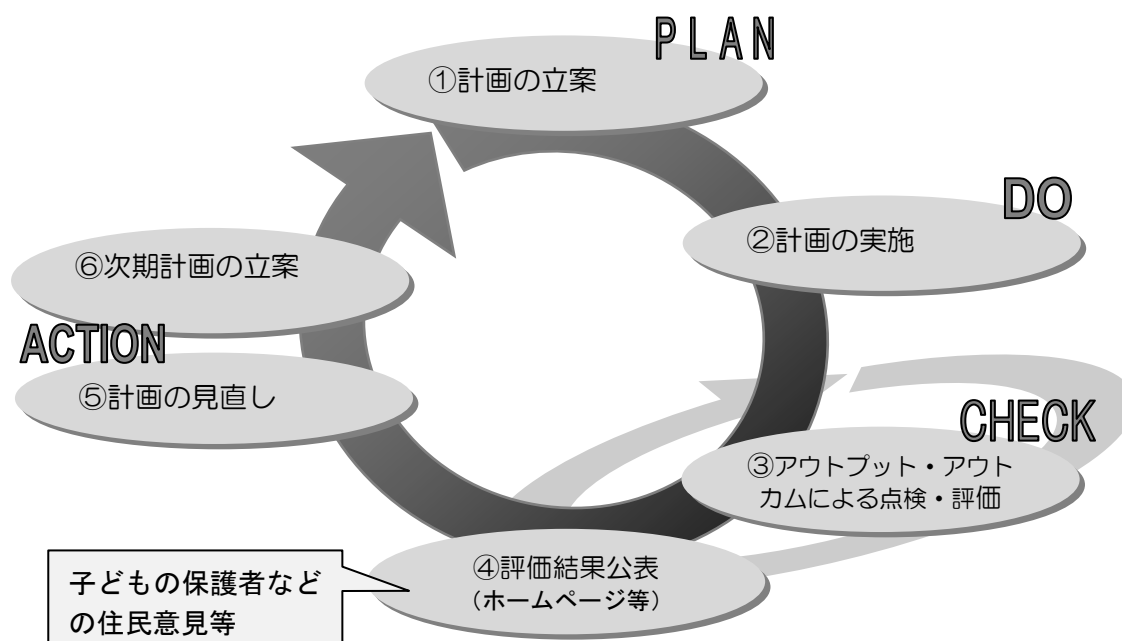 PLAN
①計画の立案
DO
②計画の実施
⑥次期計画の立案
ACTION
⑤計画の見直し
CHECK
③アウトプット・アウト
カムによる点検・評価
④評価結果公表
（ホームページ等）
子どもの保護者など
の住民意見等